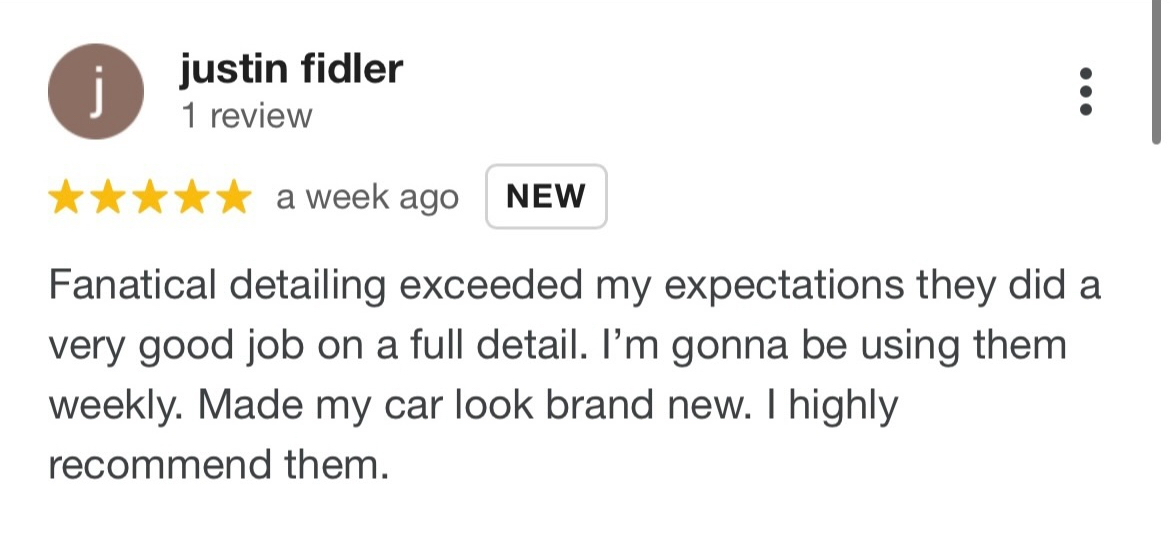 j
justin fidler
1 review
★★★★★ a week ago NEW
Fanatical detailing exceeded my expectations they did a
very good job on a full detail. I’m gonna be using them
weekly. Made my car look brand new. I highly
recommend them.